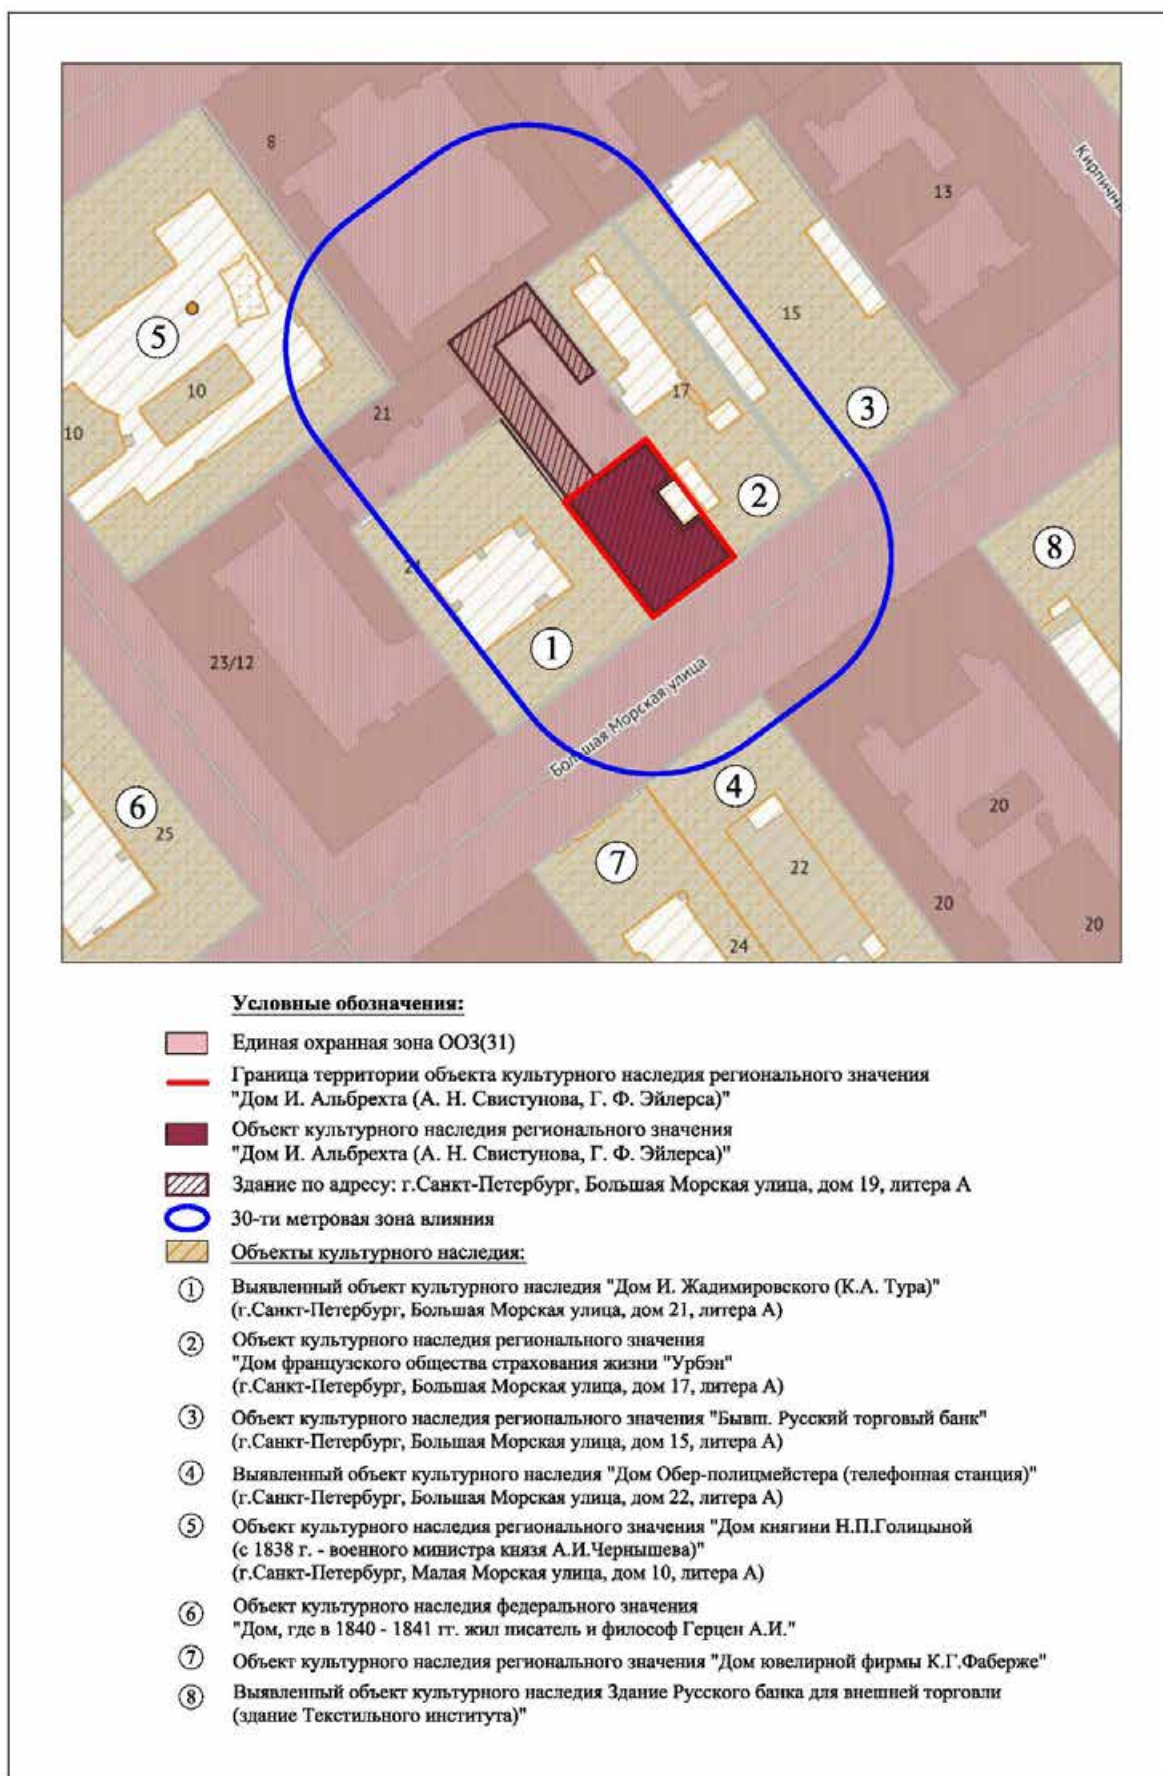 8
13
Кирпичн
15
5
10
10
21
17
3
2
8
21
1
23/12
Большая Морская улица
6
25
4
7
22
24
20
20
20
Условные обозначения:
Единая охранная зона ООЗ(31)
Граница территории объекта культурного наследия регионального значения
"Дом И. Альбрехта (А. Н. Свистунова, Г. Ф. Эйлерса)"
Объект культурного наследия регионального значения
"Дом И. Альбрехта (А. Н. Свистунова, Г. Ф. Эйлерса)"
Здание по адресу: г.Санкт-Петербург, Большая Морская улица, дом 19, литера А
30-ти метровая зона влияния
Объекты культурного наследия:
1 Выявленный объект культурного наследия "Дом И. Жадимировского (К.А. Тура)"
(г.Санкт-Петербург, Большая Морская улица, дом 21, литера А)
2 Объект культурного наследия регионального значения
"Дом французского общества страхования жизни "Урбэн"
(г.Санкт-Петербург, Большая Морская улица, дом 17, литера А)
3 Объект культурного наследия регионального значения "Бывш. Русский торговый банк"
(г.Санкт-Петербург, Большая Морская улица, дом 15, литера А)
4 Выявленный объект культурного наследия "Дом Обер-полицмейстера (телефонная станция)"
(г.Санкт-Петербург, Большая Морская улица, дом 22, литера А)
5 Объект культурного наследия регионального значения "Дом княгини Н.П.Голицыной
(с 1838 г. - военного министра князя А.И.Чернышева)"
(г.Санкт-Петербург, Малая Морская улица, дом 10, литера А)
6 Объект культурного наследия федерального значения
"Дом, где в 1840 - 1841 гг. жил писатель и философ Герцен А.И."
7 Объект культурного наследия регионального значения "Дом ювелирной фирмы К.Г.Фаберже"
8 Выявленный объект культурного наследия Здание Русского банка для внешней торговли
(здание Текстильного института)"